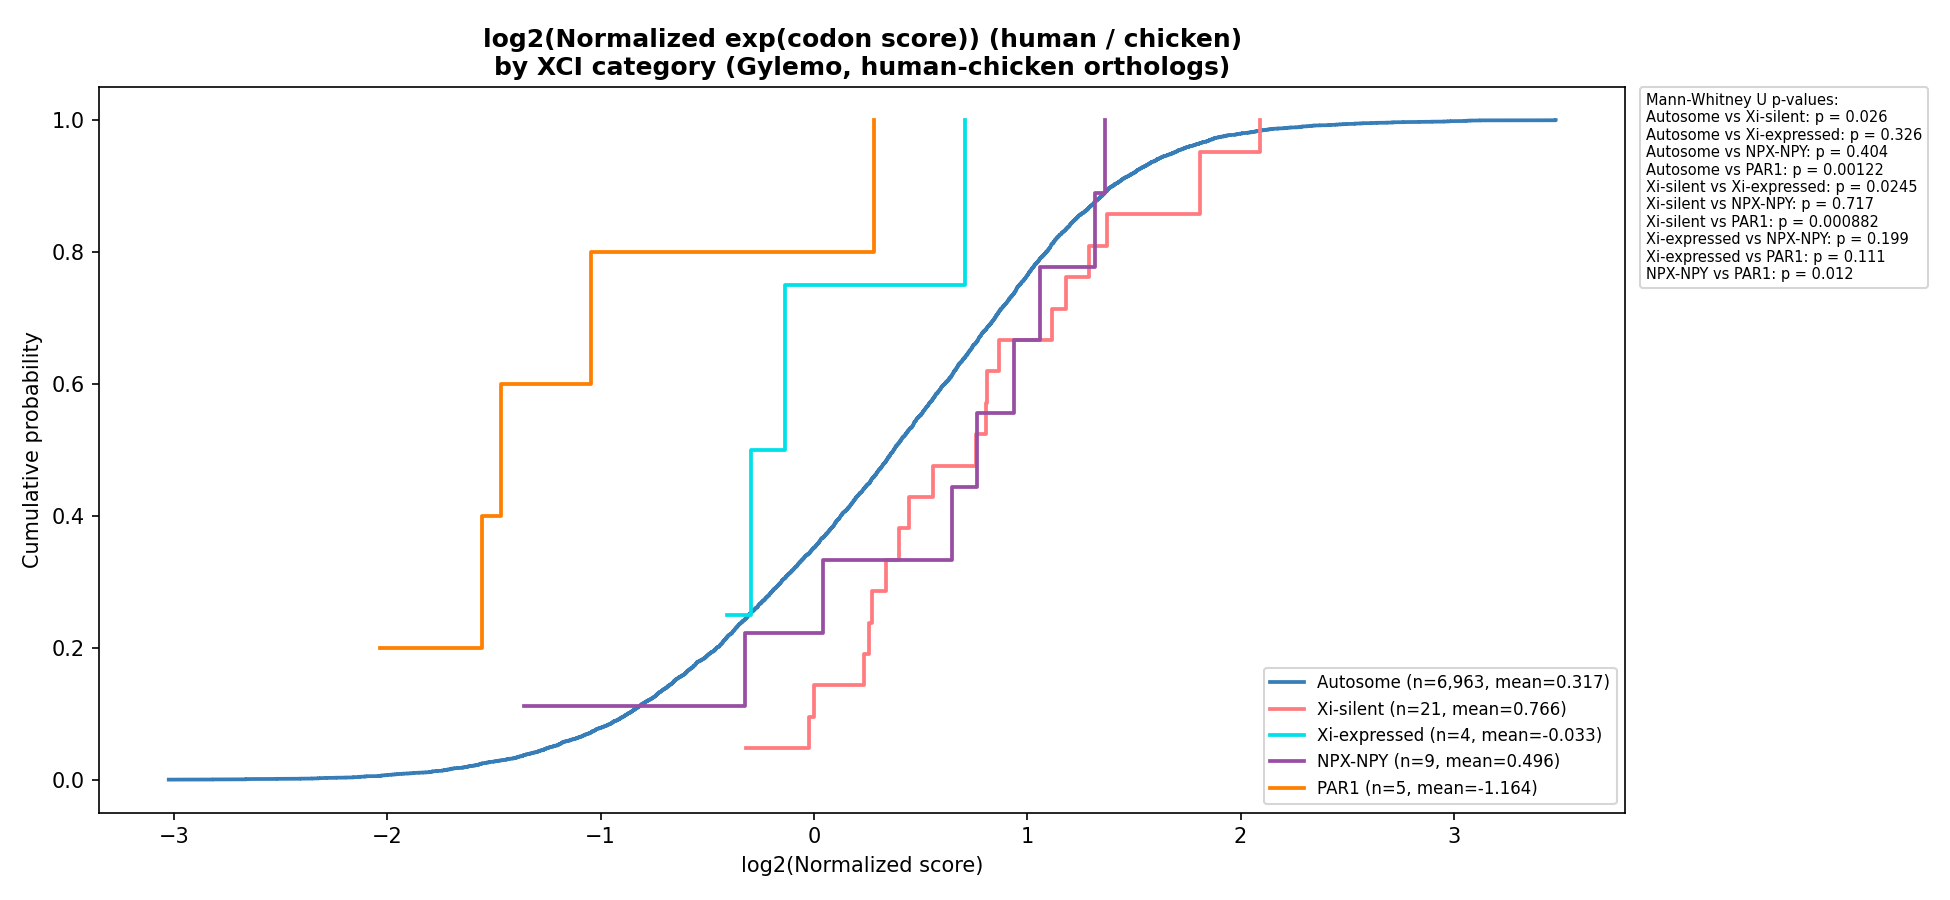 log2(Normalized exp(codon score)) (human / chicken)
by XCI category (Gylemo, human-chicken orthologs)
Mann-Whitney U p-values:
Autosome vs Xi-silent: p = 0.026
Autosome vs Xi-expressed: p = 0.326
Autosome vs NPX-NPY: p = 0.404
Autosome vs PAR1: p = 0.00122
Xi-silent vs Xi-expressed: p = 0.0245
Xi-silent vs NPX-NPY: p = 0.717
Xi-silent vs PAR1: p = 0.000882
Xi-expressed vs NPX-NPY: p = 0.199
Xi-expressed vs PAR1: p = 0.111
NPX-NPY vs PAR1: p = 0.012
Cumulative probability
1.0
0.8
0.6
0.4
0.2
0.0
Autosome (n=6,963, mean=0.317)
Xi-silent (n=21, mean=0.766)
Xi-expressed (n=4, mean=-0.033)
NPX-NPY (n=9, mean=0.496)
PAR1 (n=5, mean=-1.164)
−3 −2 −1 0 1 2 3
log2(Normalized score)